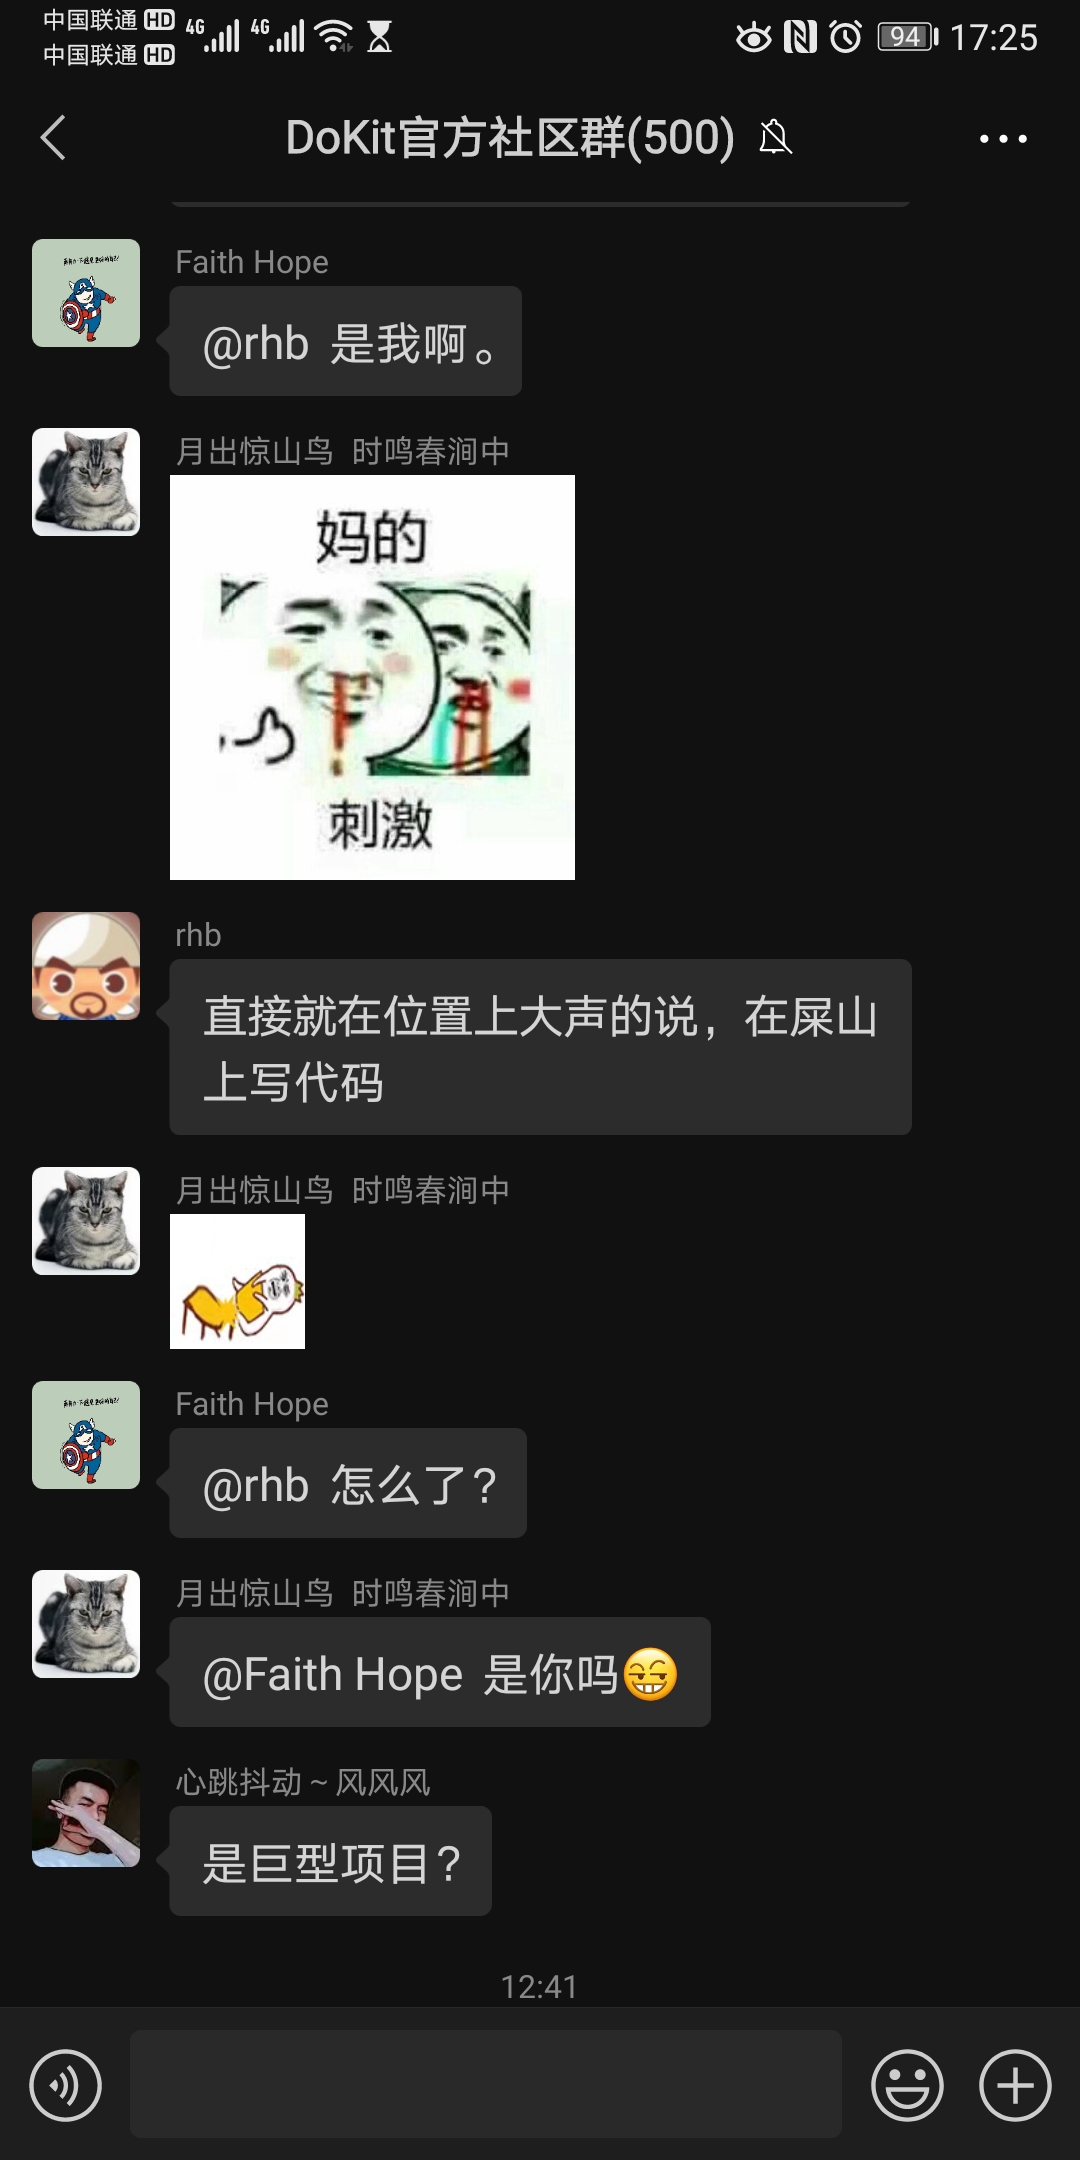 中国联通 HD 4G 4G 94 17:25
中国联通 HD
DoKit官方社区群(500)
Faith Hope
@rhb 是我啊。
月出惊山鸟 时鸣春涧中
妈的
刺激
rhb
直接就在位置上大声的说，在屎山
上写代码
月出惊山鸟 时鸣春涧中
Faith Hope
@rhb 怎么了?
月出惊山鸟 时鸣春涧中
@Faith Hope 是你吗😁
心跳抖动 ~ 风风风
是巨型项目?
12:41